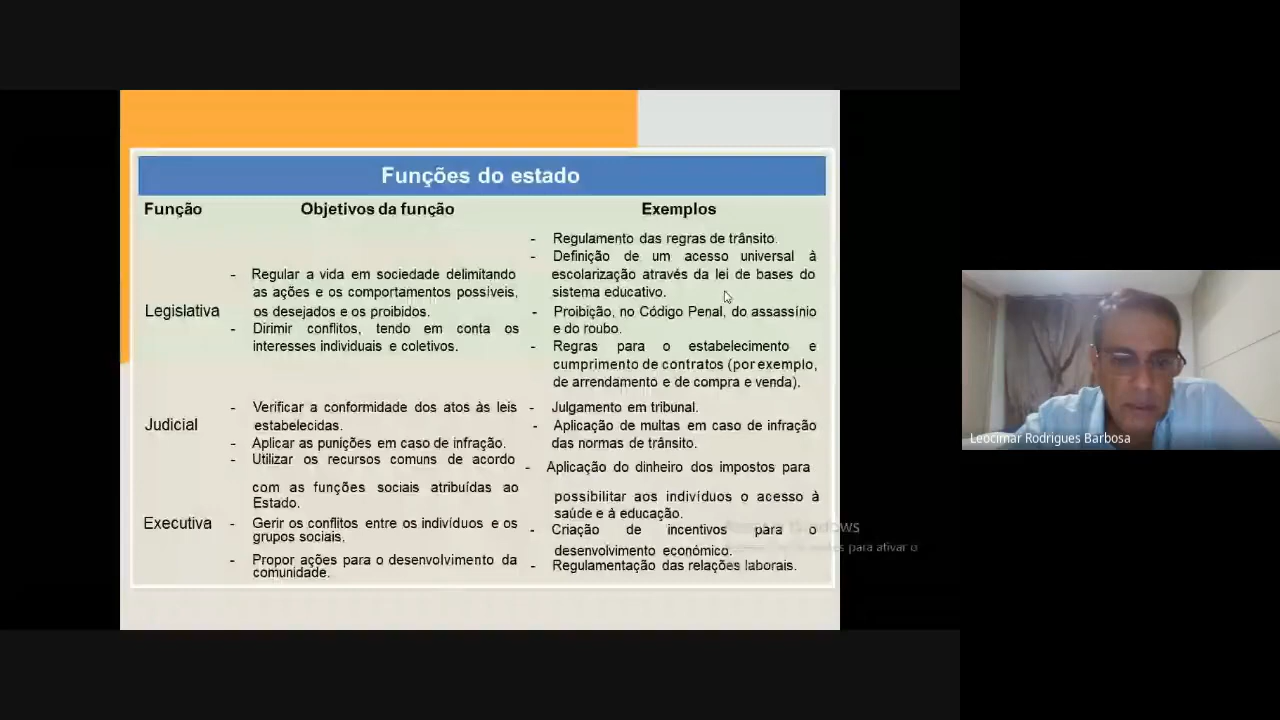 Funções do estado
Função Objetivos da função Exemplos
Legislativa
- Regular a vida em sociedade delimitando
as ações e os comportamentos possíveis,
os desejados e os proibidos.
- Dirimir conflitos, tendo em conta os
interesses individuais e coletivos.
- Regulamento das regras de trânsito.
- Definição de um acesso universal à
escolarização através da lei de bases do
sistema educativo.
- Proibição, no Código Penal, do assassínio
e do roubo.
- Regras para o estabelecimento e
cumprimento de contratos (por exemplo,
de arrendamento e de compra e venda).
Judicial
- Verificar a conformidade dos atos às leis
estabelecidas.
- Aplicar as punições em caso de infração.
- Julgamento em tribunal.
- Aplicação de multas em caso de infração
das normas de trânsito.
Executiva
- Utilizar os recursos comuns de acordo
com as funções sociais atribuídas ao
Estado.
- Gerir os conflitos entre os indivíduos e os
grupos sociais.
- Propor ações para o desenvolvimento da
comunidade.
- Aplicação do dinheiro dos impostos para
possibilitar aos indivíduos o acesso à
saúde e à educação.
- Criação de incentivos para o
desenvolvimento económico.
- Regulamentação das relações laborais.
para ativar o
Leocimar Rodrigues Barbosa